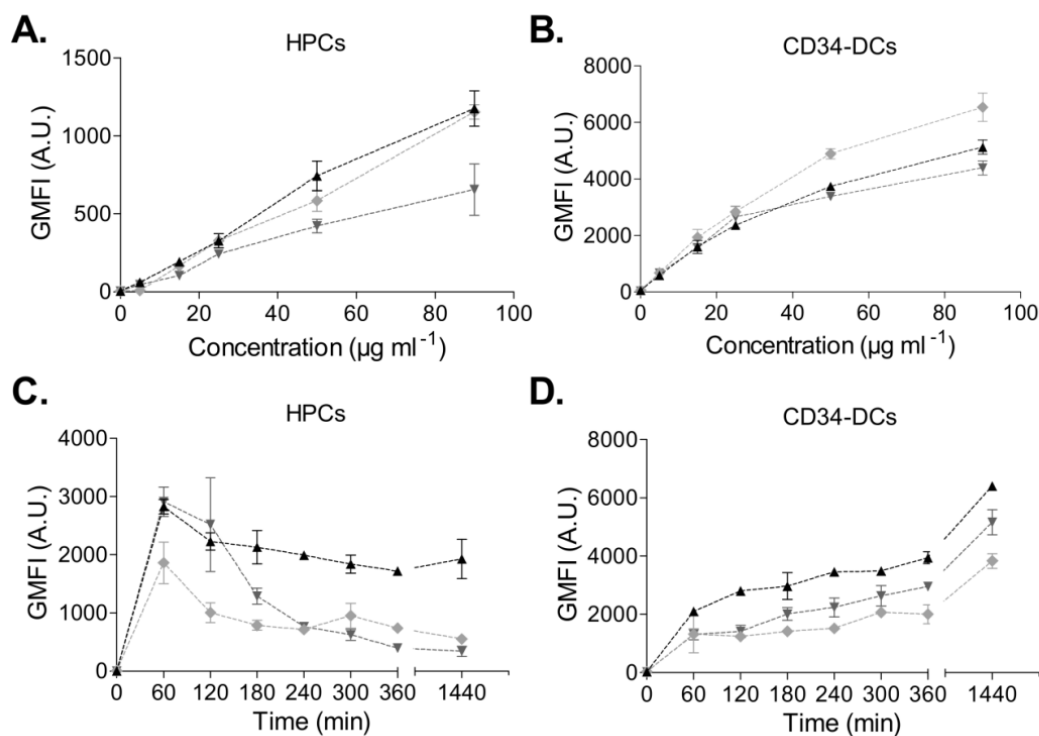 A.
HPCs
GMFI (A.U.)
1500
1000
500
0
0 20 40 60 80 100
Concentration (µg ml⁻¹)
B.
CD34-DCs
GMFI (A.U.)
8000
6000
4000
2000
0
0 20 40 60 80 100
Concentration (µg ml⁻¹)
C.
HPCs
GMFI (A.U.)
4000
3000
2000
1000
0
0 60 120 180 240 300 360 1440
Time (min)
D.
CD34-DCs
GMFI (A.U.)
8000
6000
4000
2000
0
0 60 120 180 240 300 360 1440
Time (min)